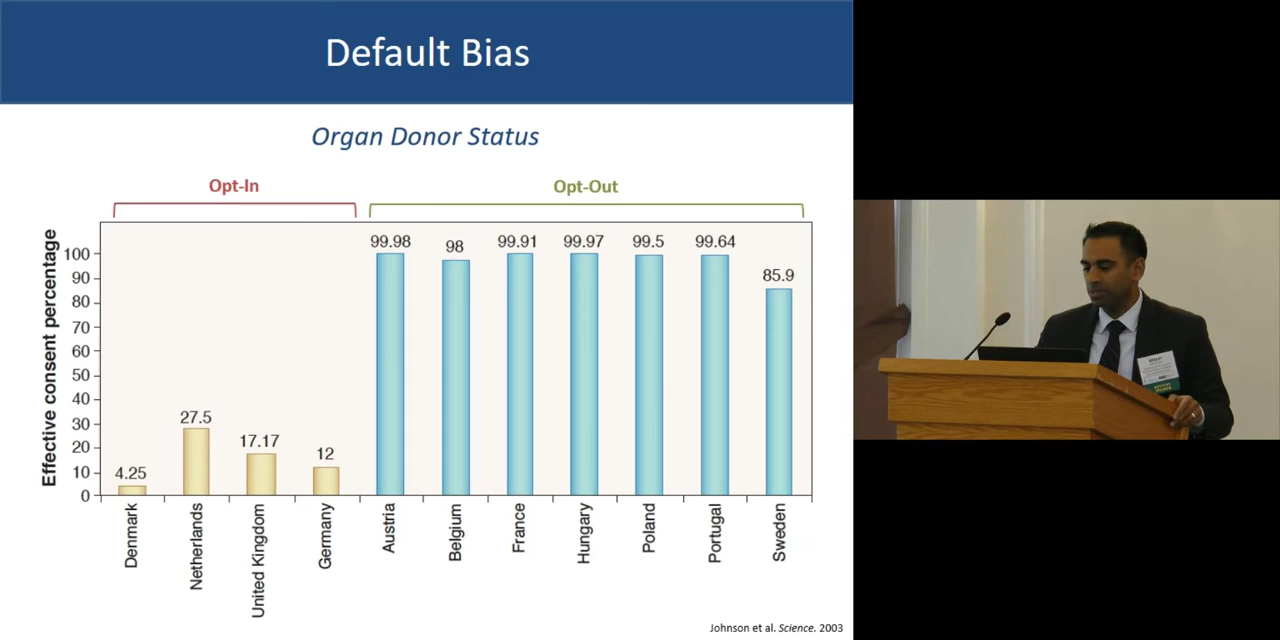 Default Bias
Organ Donor Status
Opt-In
Opt-Out
Effective consent percentage
100
90
80
70
60
50
40
30
20
10
0
4.25
27.5
17.17
12
99.98
98
99.91
99.97
99.5
99.64
85.9
Denmark
Netherlands
United Kingdom
Germany
Austria
Belgium
France
Hungary
Poland
Portugal
Sweden
Johnson et al. Science. 2003